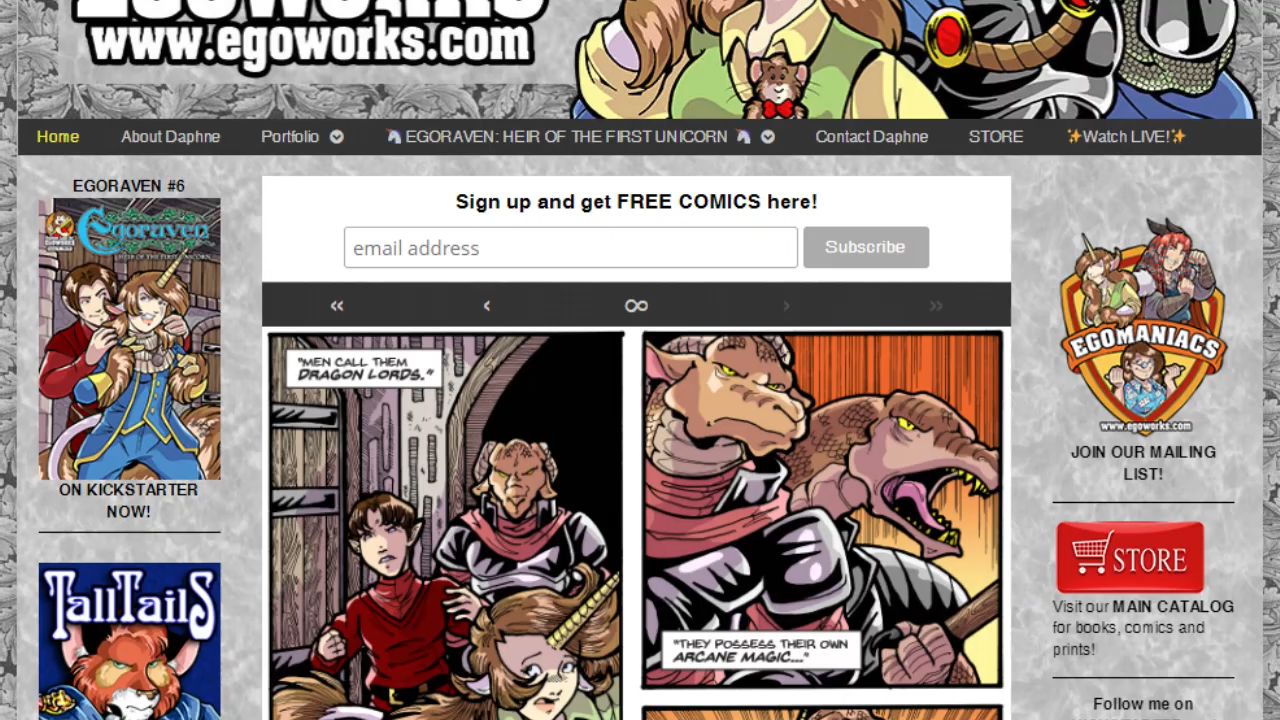 EGOWORKS
www.egoworks.com
Home
About Daphne
Portfolio
🦄 EGORAVEN: HEIR OF THE FIRST UNICORN 🦄
Contact Daphne
STORE
✨Watch LIVE!✨
EGORAVEN #6
Egoraven
HEIR OF THE FIRST UNICORN
ON KICKSTARTER
NOW!
TallTailS
Sign up and get FREE COMICS here!
email address
Subscribe
‹‹
‹
∞
›
››
"MEN CALL THEM
DRAGON LORDS."
"THEY POSSESS THEIR OWN
ARCANE MAGIC..."
EGOMANIACS
www.egoworks.com
JOIN OUR MAILING
LIST!
STORE
Visit our MAIN CATALOG
for books, comics and
prints!
Follow me on